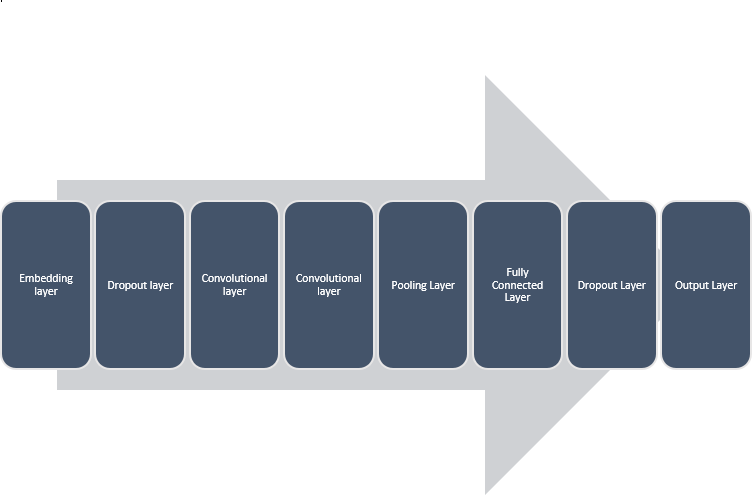 Embedding
layer
Dropout layer
Convolutional
layer
Convolutional
layer
Pooling Layer
Fully
Connected
Layer
Dropout Layer
Output Layer